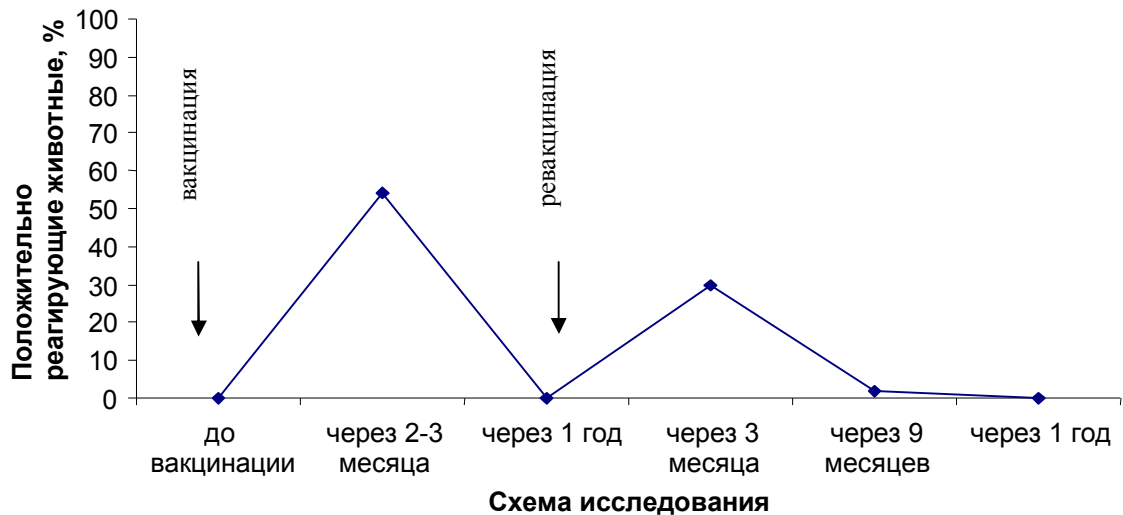 Положительно
реагирующие животные, %
100
90
80
70
60
50
40
30
20
10
0
вакцинация
ревакцинация
до
вакцинации
через 2-3
месяца
через 1 год
через 3
месяца
через 9
месяцев
через 1 год
Схема исследования